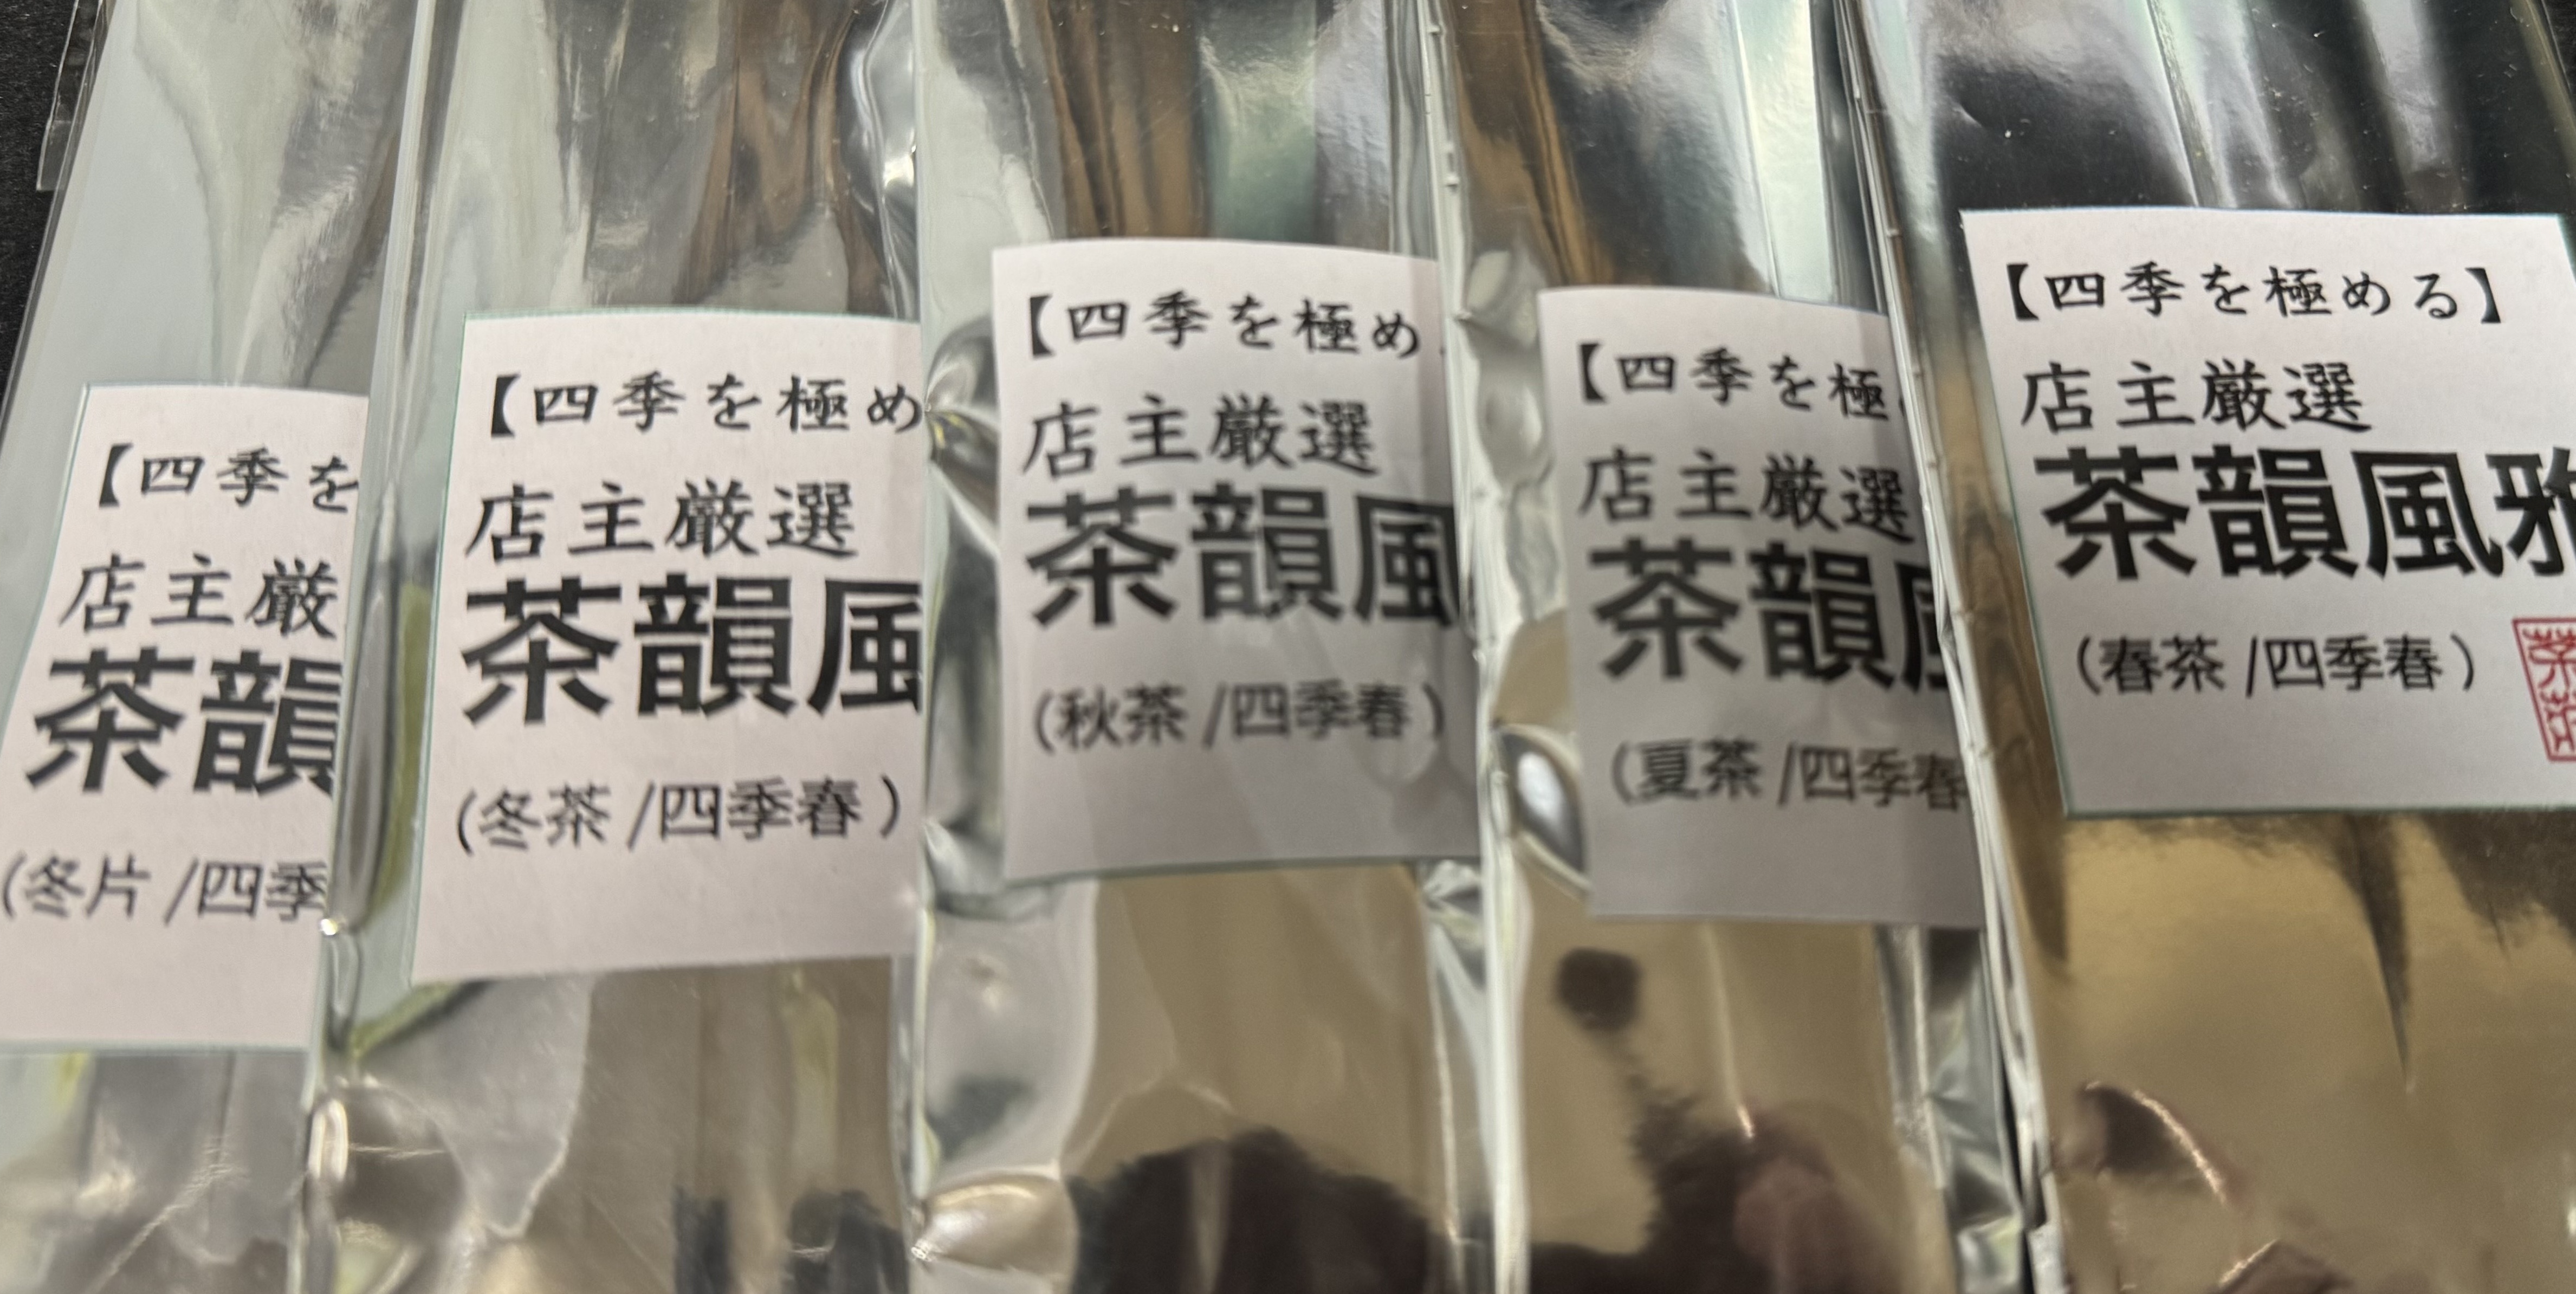 【四季を
店主厳
茶韻
(冬片/四季
【四季を極め
店主厳選
茶韻風
(冬茶/四季春)
【四季を極め
店主厳選
茶韻風
(秋茶/四季春)
【四季を極
店主厳選
茶韻風
(夏茶/四季春
【四季を極める】
店主厳選
茶韻風雅
(春茶/四季春)